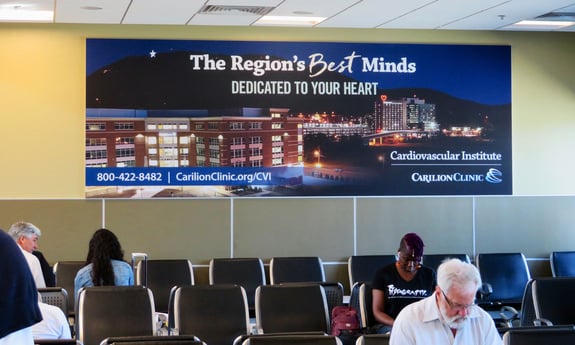 The Region's Best Minds
DEDICATED TO YOUR HEART
Cardiovascular Institute
800-422-8482 | CarilionClinic.org/CVI
CARILIONCLINIC